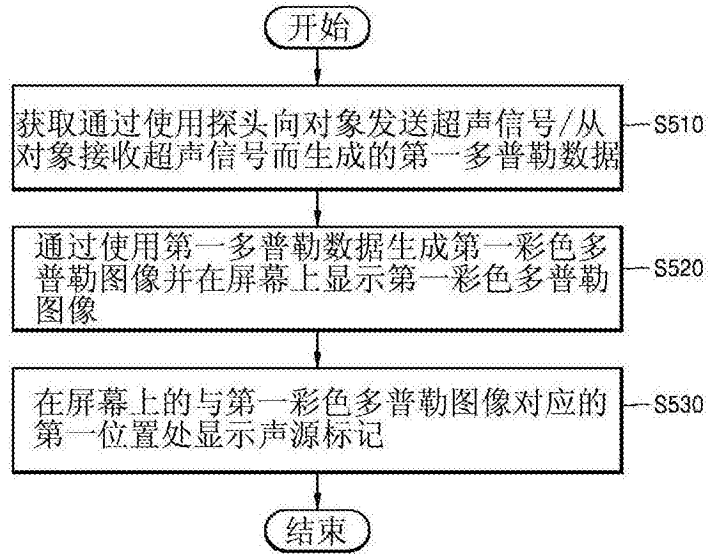 开始
获取通过使用探头向对象发送超声信号/从
对象接收超声信号而生成的第一多普勒数据
S510
通过使用第一多普勒数据生成第一彩色多
普勒图像并在屏幕上显示第一彩色多普勒
图像
S520
在屏幕上的与第一彩色多普勒图像对应的
第一位置处显示声源标记
S530
结束